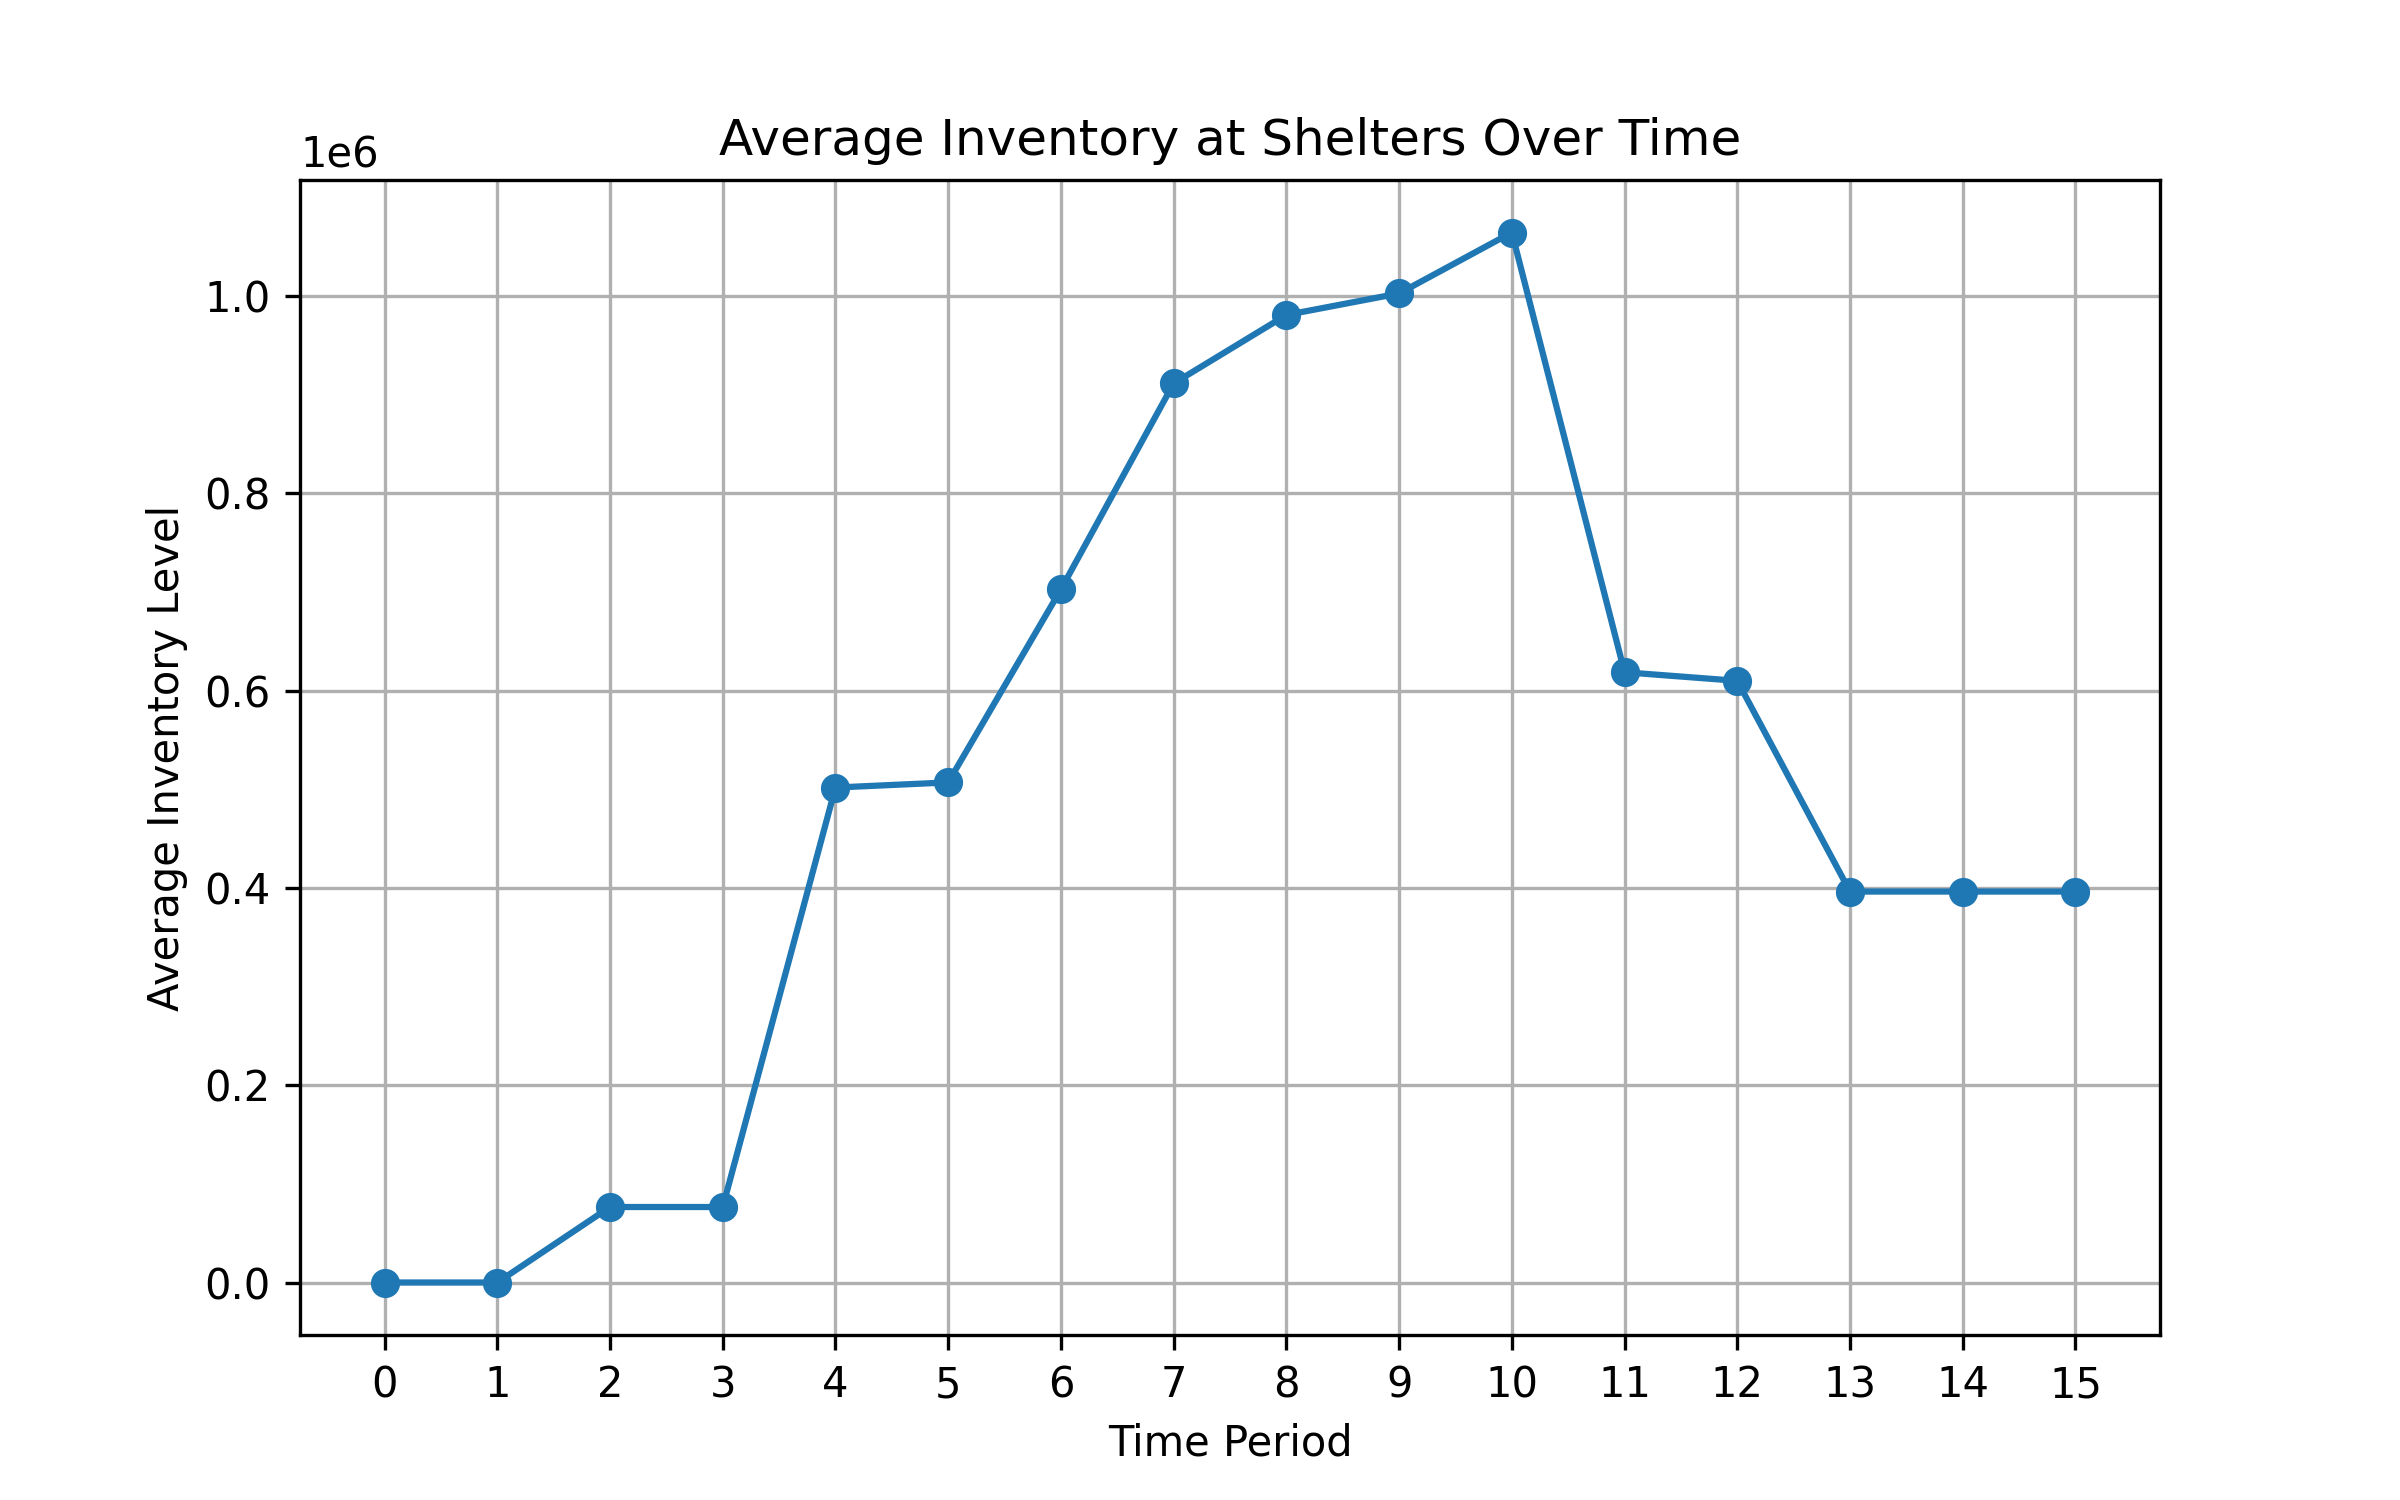 Average Inventory at Shelters Over Time
1e6
Average Inventory Level
1.0
0.8
0.6
0.4
0.2
0.0
0 1 2 3 4 5 6 7 8 9 10 11 12 13 14 15
Time Period